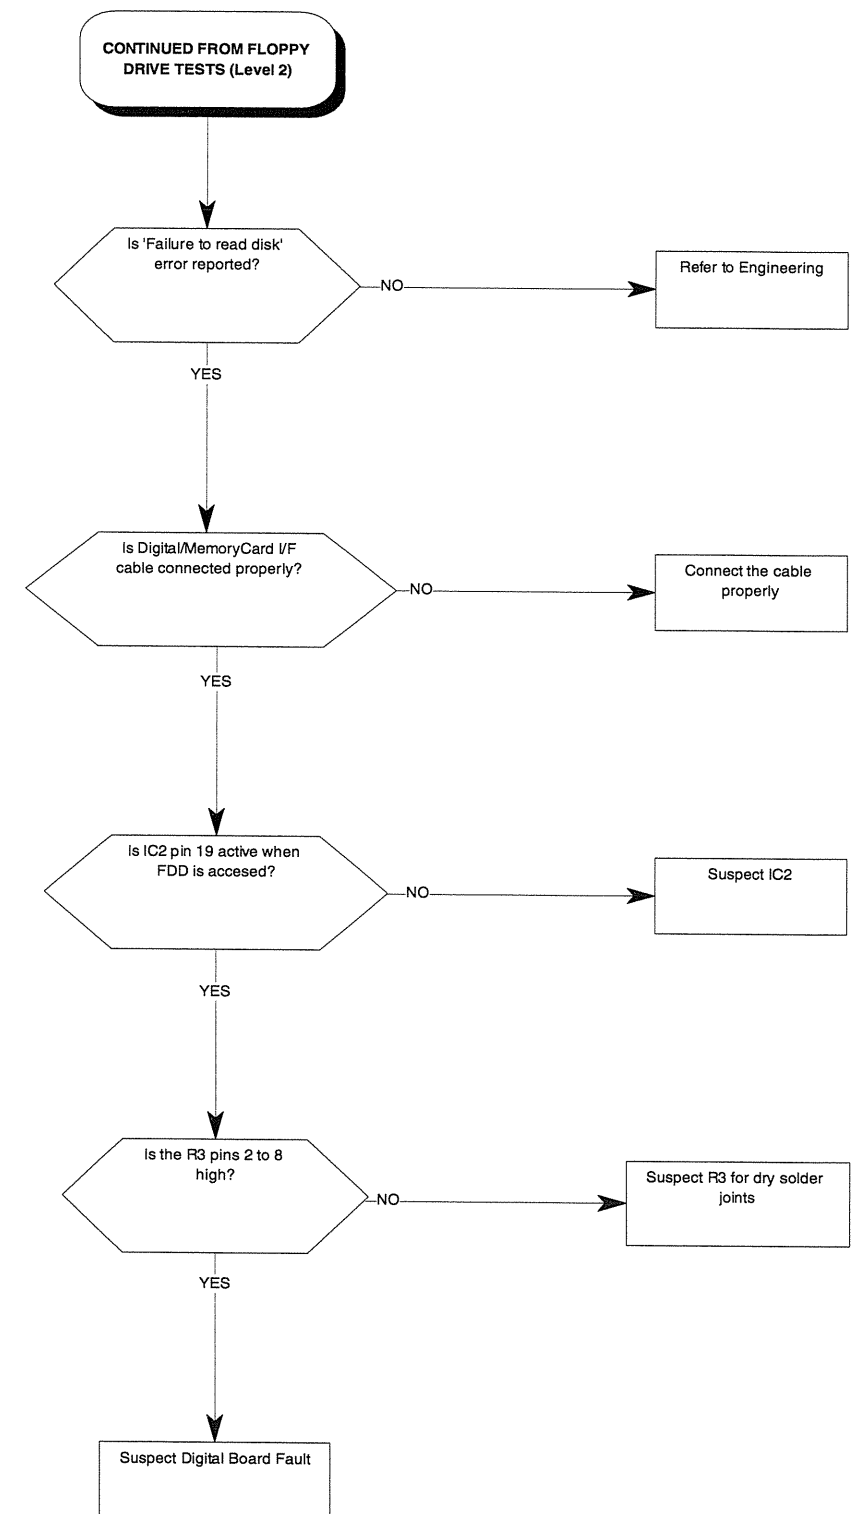 CONTINUED FROM FLOPPY
DRIVE TESTS (Level 2)
Is 'Failure to read disk'
error reported?
NO
Refer to Engineering
YES
Is Digital/MemoryCard I/F
cable connected properly?
NO
Connect the cable
properly
YES
Is IC2 pin 19 active when
FDD is accesed?
NO
Suspect IC2
YES
Is the R3 pins 2 to 8
high?
NO
Suspect R3 for dry solder
joints
YES
Suspect Digital Board Fault